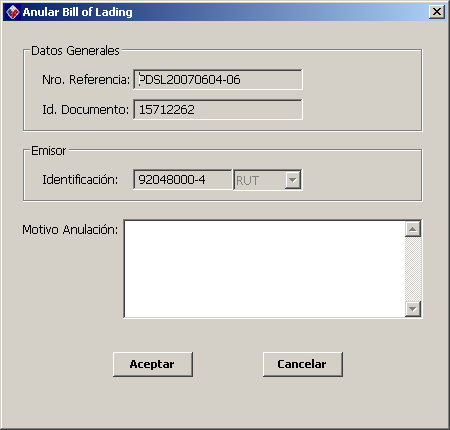 Anular Bill of Lading
Datos Generales
Nro. Referencia: PDSL20070604-06
Id. Documento: 15712262
Emisor
Identificación: 92048000-4 RUT
Motivo Anulación:
Aceptar Cancelar